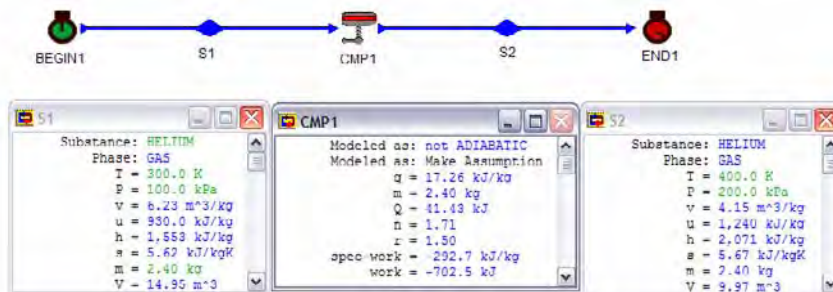 BEGIN1 S1 CMP1 S2 END1
S1
Substance: HELIUM
Phase: GAS
T = 300.0 K
P = 100.0 kPa
v = 6.23 m^3/kg
u = 930.0 kJ/kg
h = 1,553 kJ/kg
s = 5.62 kJ/kgK
m = 2.40 kg
V = 14.95 m^3
CMP1
Modeled as: not ADIABATIC
Modeled as: Make Assumption
q = 17.26 kJ/kg
m = 2.40 kg
Q = 41.43 kJ
n = 1.71
r = 1.50
spec work = -292.7 kJ/kg
work = -702.5 kJ
S2
Substance: HELIUM
Phase: GAS
T = 400.0 K
P = 200.0 kPa
v = 4.15 m^3/kg
u = 1,240 kJ/kg
h = 2,071 kJ/kg
s = 5.67 kJ/kgK
m = 2.40 kg
V = 9.97 m^3